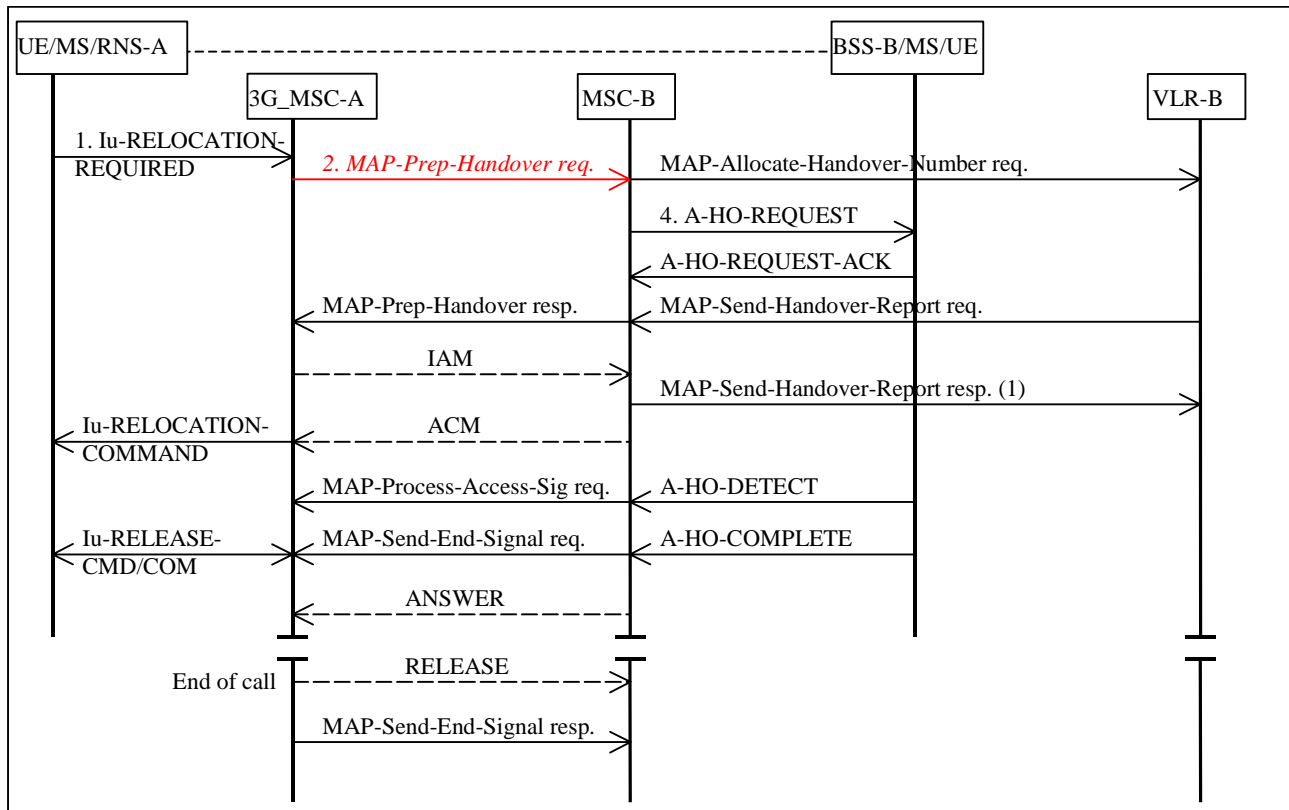 UE/MS/RNS-A
BSS-B/MS/UE
3G_MSC-A
MSC-B
VLR-B
1. Iu-RELOCATION-
REQUIRED
2. MAP-Prep-Handover req.
MAP-Allocate-Handover-Number req.
4. A-HO-REQUEST
A-HO-REQUEST-ACK
MAP-Prep-Handover resp.
MAP-Send-Handover-Report req.
IAM
MAP-Send-Handover-Report resp. (1)
Iu-RELOCATION-
COMMAND
ACM
MAP-Process-Access-Sig req.
A-HO-DETECT
Iu-RELEASE-
CMD/COM
MAP-Send-End-Signal req.
A-HO-COMPLETE
ANSWER
RELEASE
End of call
MAP-Send-End-Signal resp.